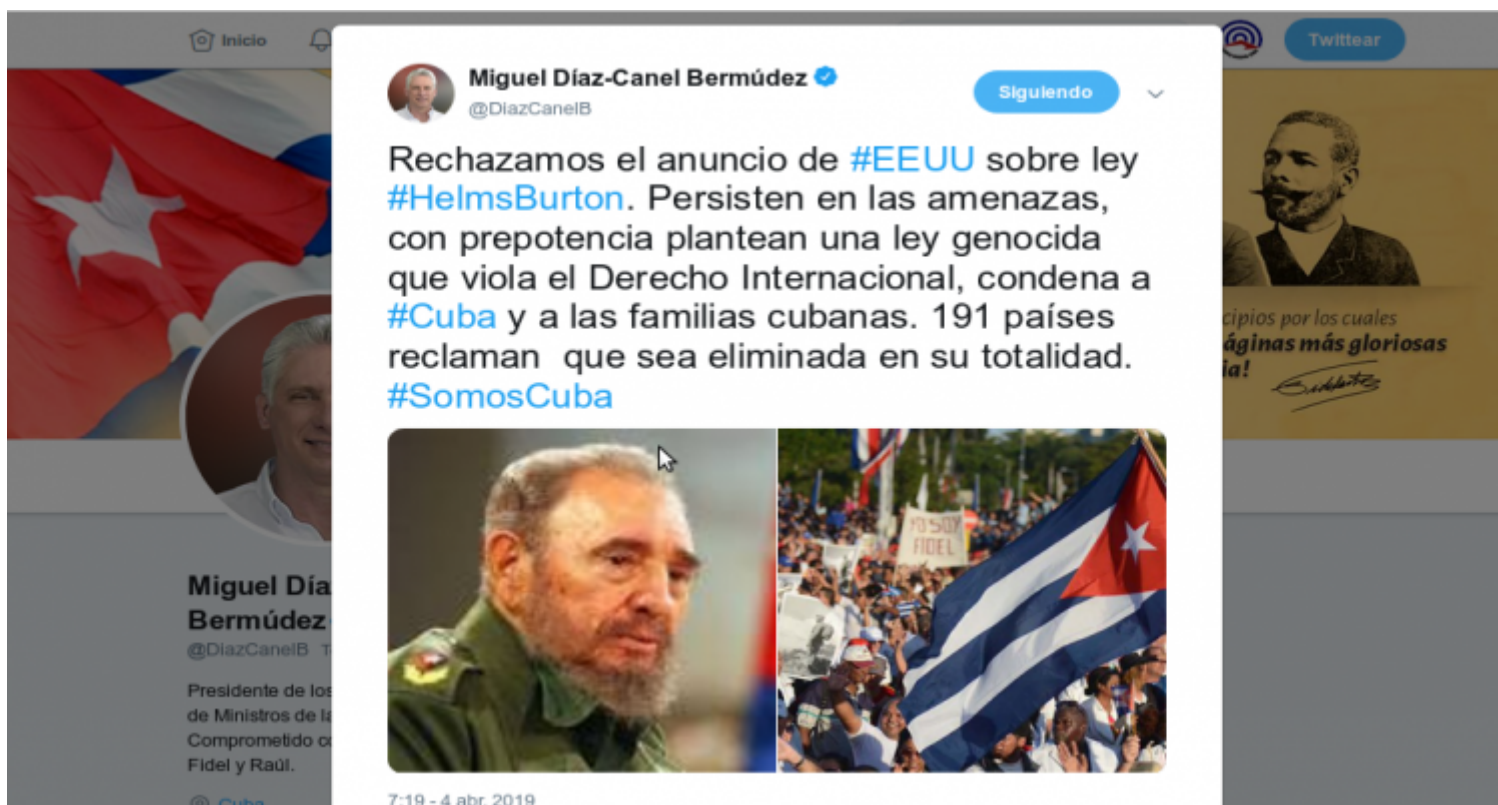 Inicio
Twittear
Miguel Díaz-Canel Bermúdez
@DiazCanelB
Siguiendo
Rechazamos el anuncio de #EEUU sobre ley
#HelmsBurton. Persisten en las amenazas,
con prepotencia plantean una ley genocida
que viola el Derecho Internacional, condena a
#Cuba y a las familias cubanas. 191 países
reclaman que sea eliminada en su totalidad.
#SomosCuba
YO SOY
FIDEL
7:19 - 4 abr. 2019
Miguel Día
Bermúdez
@DiazCanelB T
Presidente de los
de Ministros de la
Comprometido co
Fidel y Raúl.
Cuba
cipios por los cuales
áginas más gloriosas
ia!